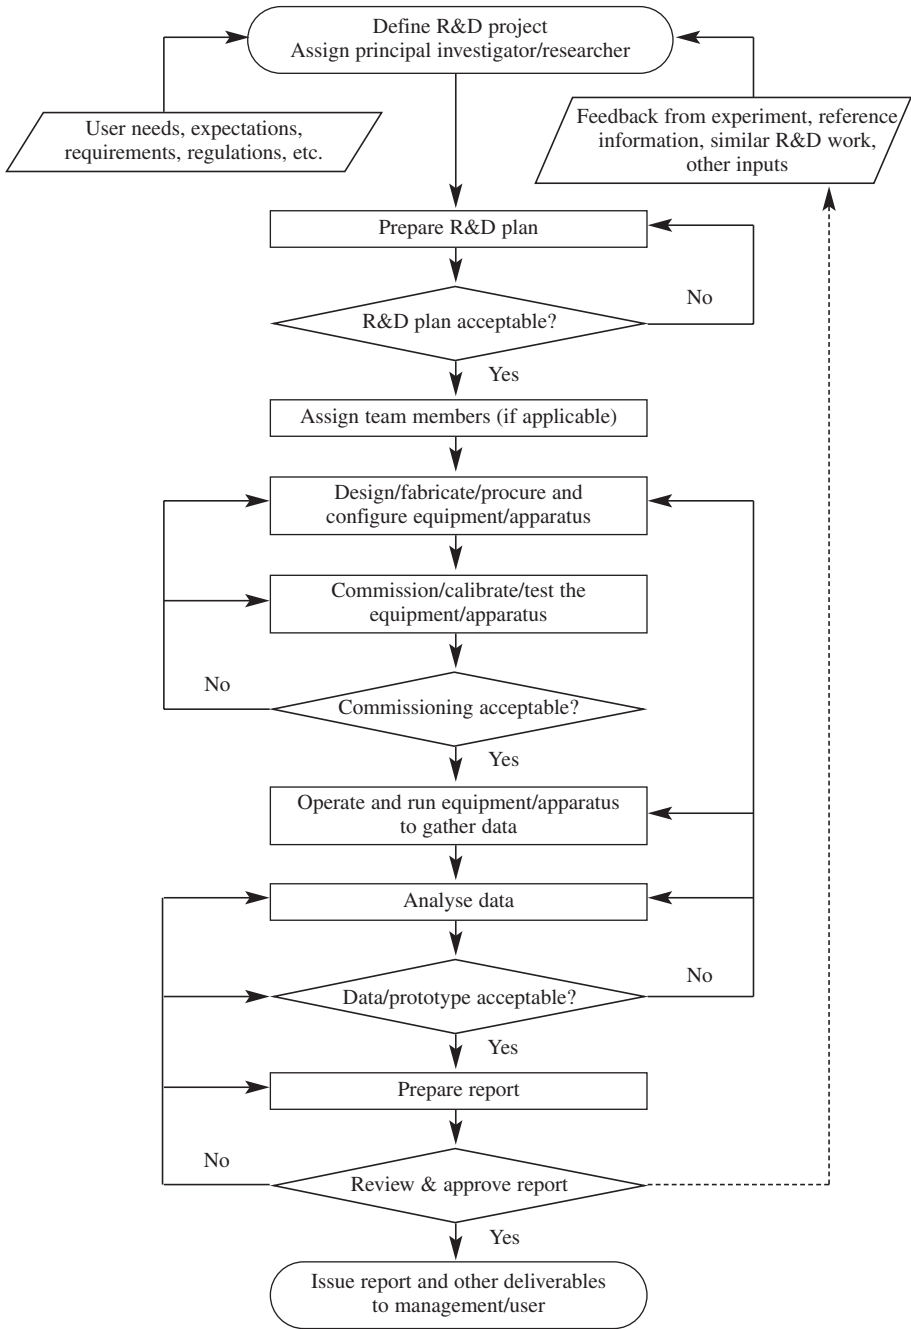 Define R&D project
Assign principal investigator/researcher
User needs, expectations,
requirements, regulations, etc.
Feedback from experiment, reference
information, similar R&D work,
other inputs
Prepare R&D plan
No
R&D plan acceptable?
Yes
Assign team members (if applicable)
Design/fabricate/procure and
configure equipment/apparatus
Commission/calibrate/test the
equipment/apparatus
No
Commissioning acceptable?
Yes
Operate and run equipment/apparatus
to gather data
Analyse data
No
Data/prototype acceptable?
Yes
Prepare report
No
Review & approve report
Yes
Issue report and other deliverables
to management/user